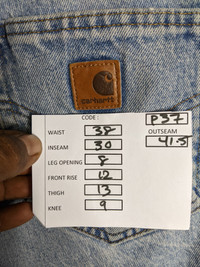 carhartt
CODE: P37
WAIST 38 OUTSEAM
INSEAM 30 41.5
LEG OPENING 8
FRONT RISE 12
THIGH 13
KNEE 9